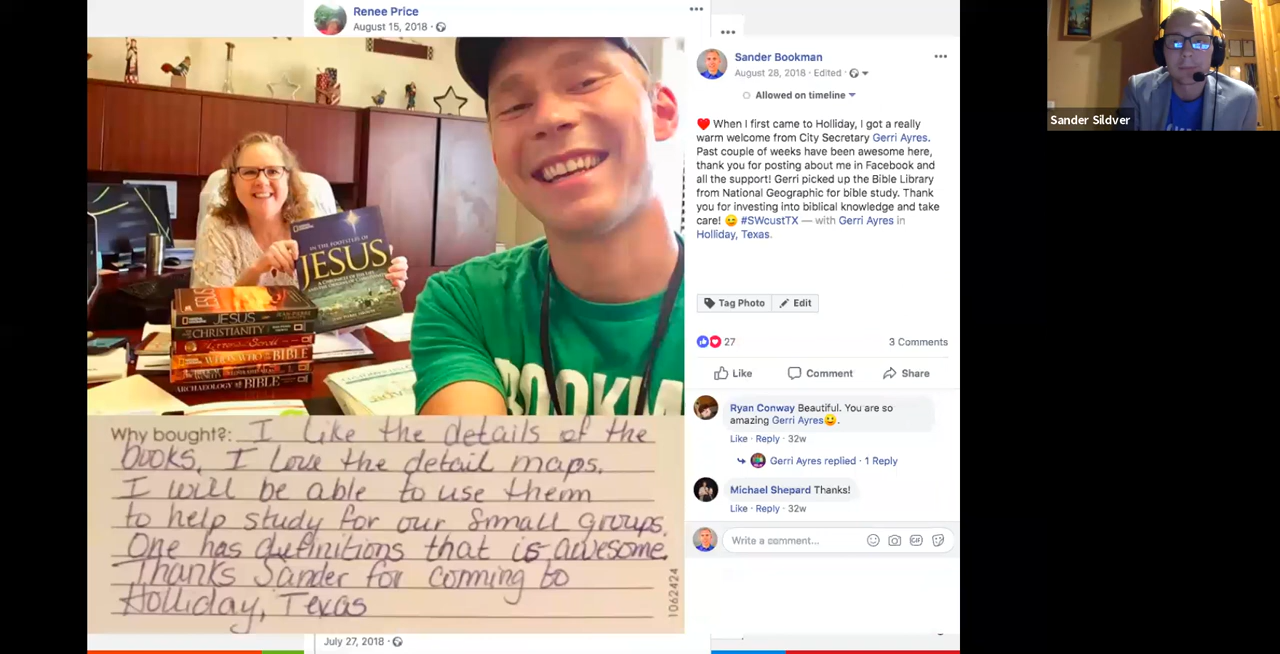 Renee Price
August 15, 2018
Sander Bookman
August 28, 2018 · Edited
Allowed on timeline
When I first came to Holliday, I got a really
warm welcome from City Secretary Gerri Ayres.
Past couple of weeks have been awesome here,
thank you for posting about me in Facebook and
all the support! Gerri picked up the Bible Library
from National Geographic for bible study. Thank
you for investing into biblical knowledge and take
care! 😉 #SWcustTX — with Gerri Ayres in
Holliday, Texas.
Tag Photo
Edit
27
3 Comments
Like
Comment
Share
Ryan Conway Beautiful. You are so
amazing Gerri Ayres
Like · Reply · 32w
Gerri Ayres replied · 1 Reply
Michael Shepard Thanks!
Like · Reply · 32w
Write a comment...
GIF
IN THE FOOTSTEPS OF
JESUS
JESUS
CHRISTIANITY
WHO'S WHO IN THE BIBLE
ARCHAEOLOGY OF THE BIBLE
BOOKM
Why bought?: I like the details of the
books. I love the detail maps.
I will be able to use them
to help study for our small groups.
One has definitions that is awesome.
Thanks Sander for comming to
Holliday, Texas
1062424
July 27, 2018
Sander Sildver